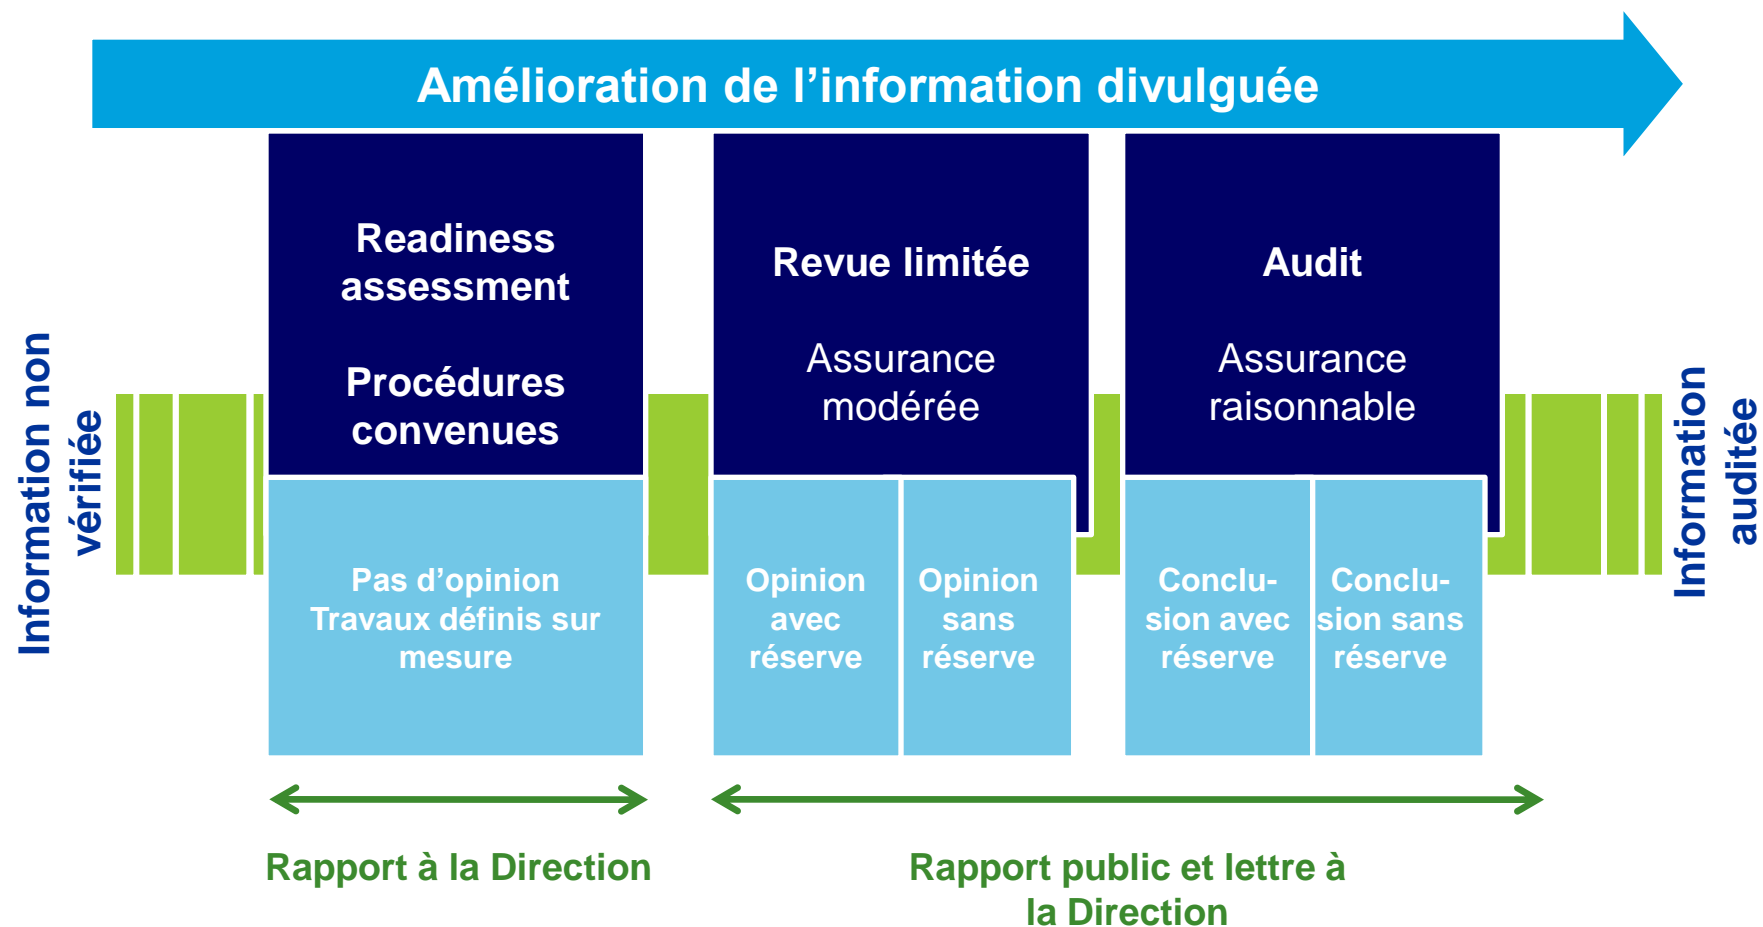 Amélioration de l’information divulguée
Information non
vérifiée
Readiness
assessment
Procédures
convenues
Pas d’opinion
Travaux définis sur
mesure
Revue limitée
Assurance
modérée
Opinion
avec
réserve
Opinion
sans
réserve
Audit
Assurance
raisonnable
Conclu-
sion avec
réserve
Conclu-
sion sans
réserve
Information
auditée
Rapport à la Direction
Rapport public et lettre à
la Direction